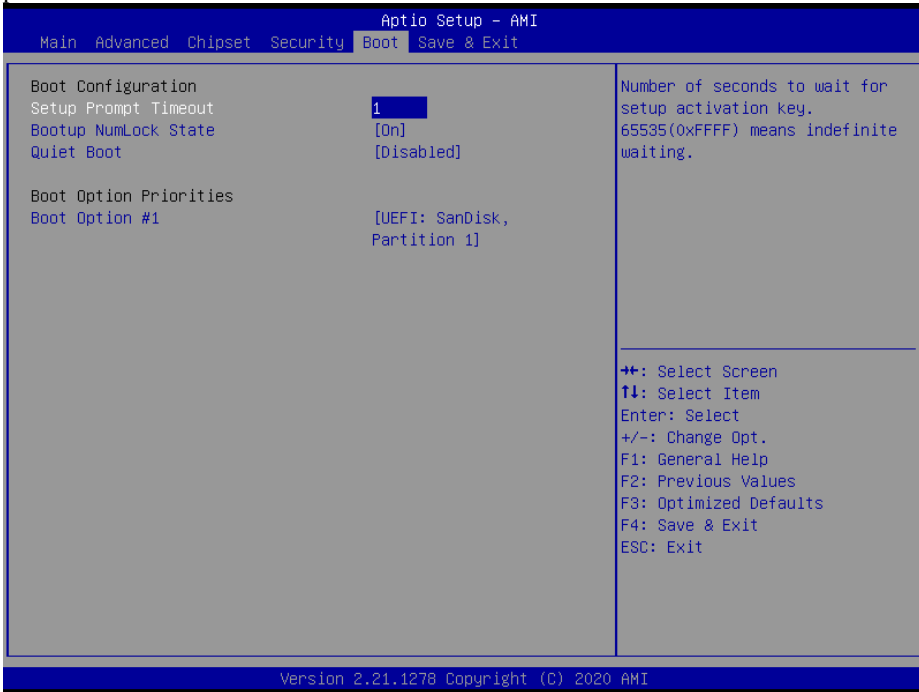 Aptio Setup – AMI
Main Advanced Chipset Security Boot Save & Exit
Boot Configuration
Setup Prompt Timeout 1
Bootup NumLock State [On]
Quiet Boot [Disabled]
Boot Option Priorities
Boot Option #1 [UEFI: SanDisk,
Partition 1]
Number of seconds to wait for
setup activation key.
65535(0xFFFF) means indefinite
waiting.
→←: Select Screen
↑↓: Select Item
Enter: Select
+/-: Change Opt.
F1: General Help
F2: Previous Values
F3: Optimized Defaults
F4: Save & Exit
ESC: Exit
Version 2.21.1278 Copyright (C) 2020 AMI